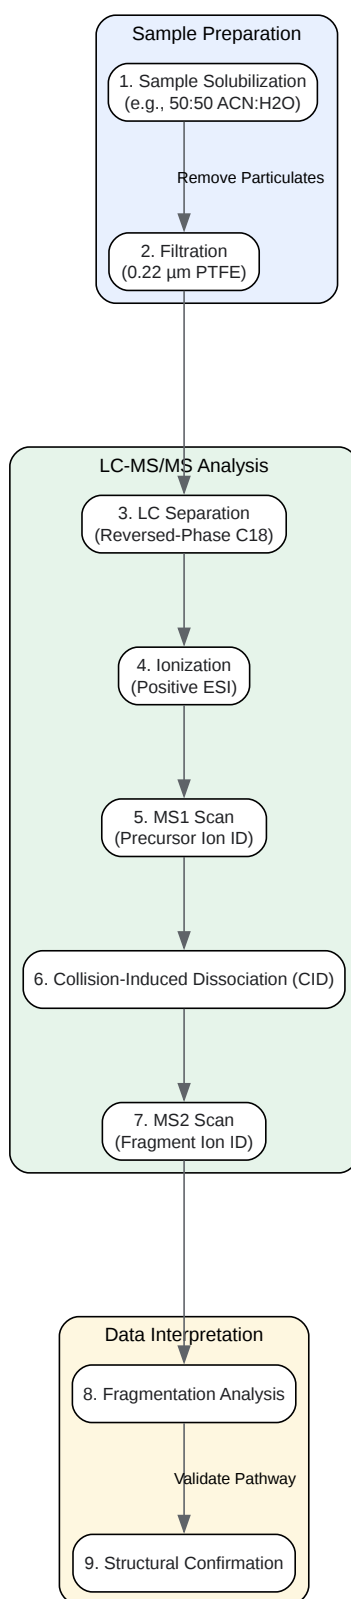 Sample Preparation
1. Sample Solubilization
(e.g., 50:50 ACN:H2O)
Remove Particulates
2. Filtration
(0.22 µm PTFE)
LC-MS/MS Analysis
3. LC Separation
(Reversed-Phase C18)
4. Ionization
(Positive ESI)
5. MS1 Scan
(Precursor Ion ID)
6. Collision-Induced Dissociation (CID)
7. MS2 Scan
(Fragment Ion ID)
Data Interpretation
8. Fragmentation Analysis
Validate Pathway
9. Structural Confirmation